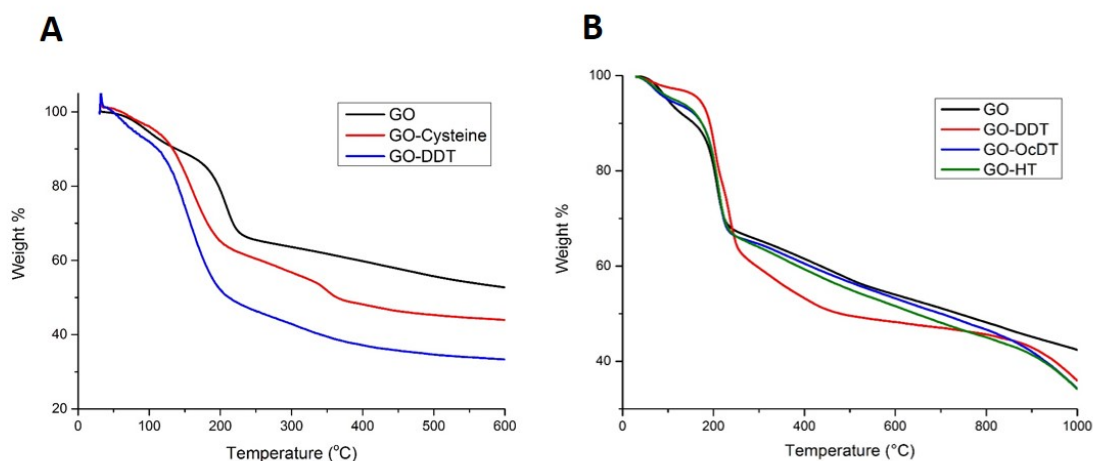 A
B
GO
GO-Cysteine
GO-DDT
GO
GO-DDT
GO-OcDT
GO-HT
Weight %
100
80
60
40
20
0
100
200
300
400
500
600
Temperature (°C)
Weight %
100
80
60
40
0
200
400
600
800
1000
Temperature (°C)